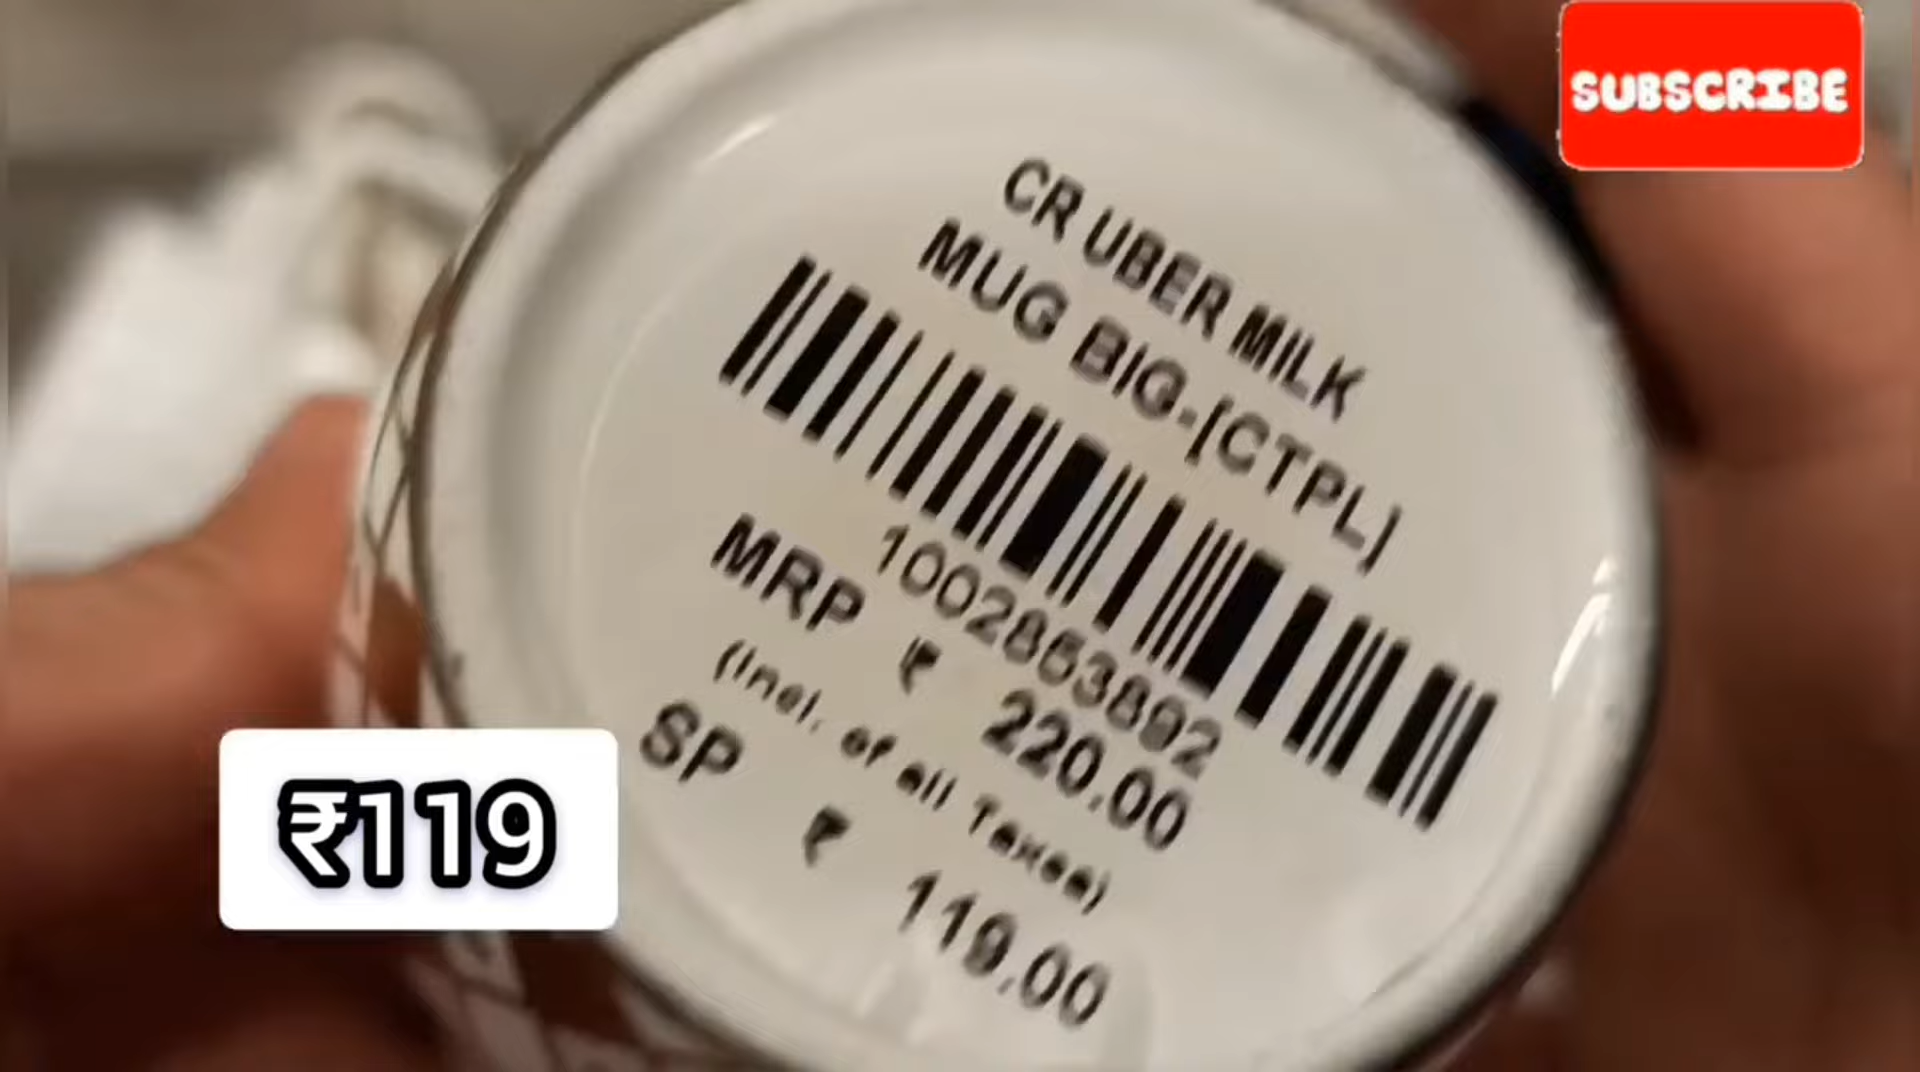 SUBSCRIBE
CR UBER MILK
MUG BIG-[CTPL]
1002853892
MRP ₹ 220.00
(Incl. of all Taxes)
SP ₹ 119.00
₹119